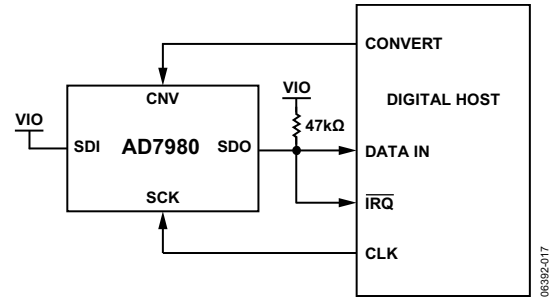 CONVERT
VIO
CNV
DIGITAL HOST
VIO
47kΩ
SDI
AD7980
SDO
DATA IN
SCK
IRQ
CLK
06392-017